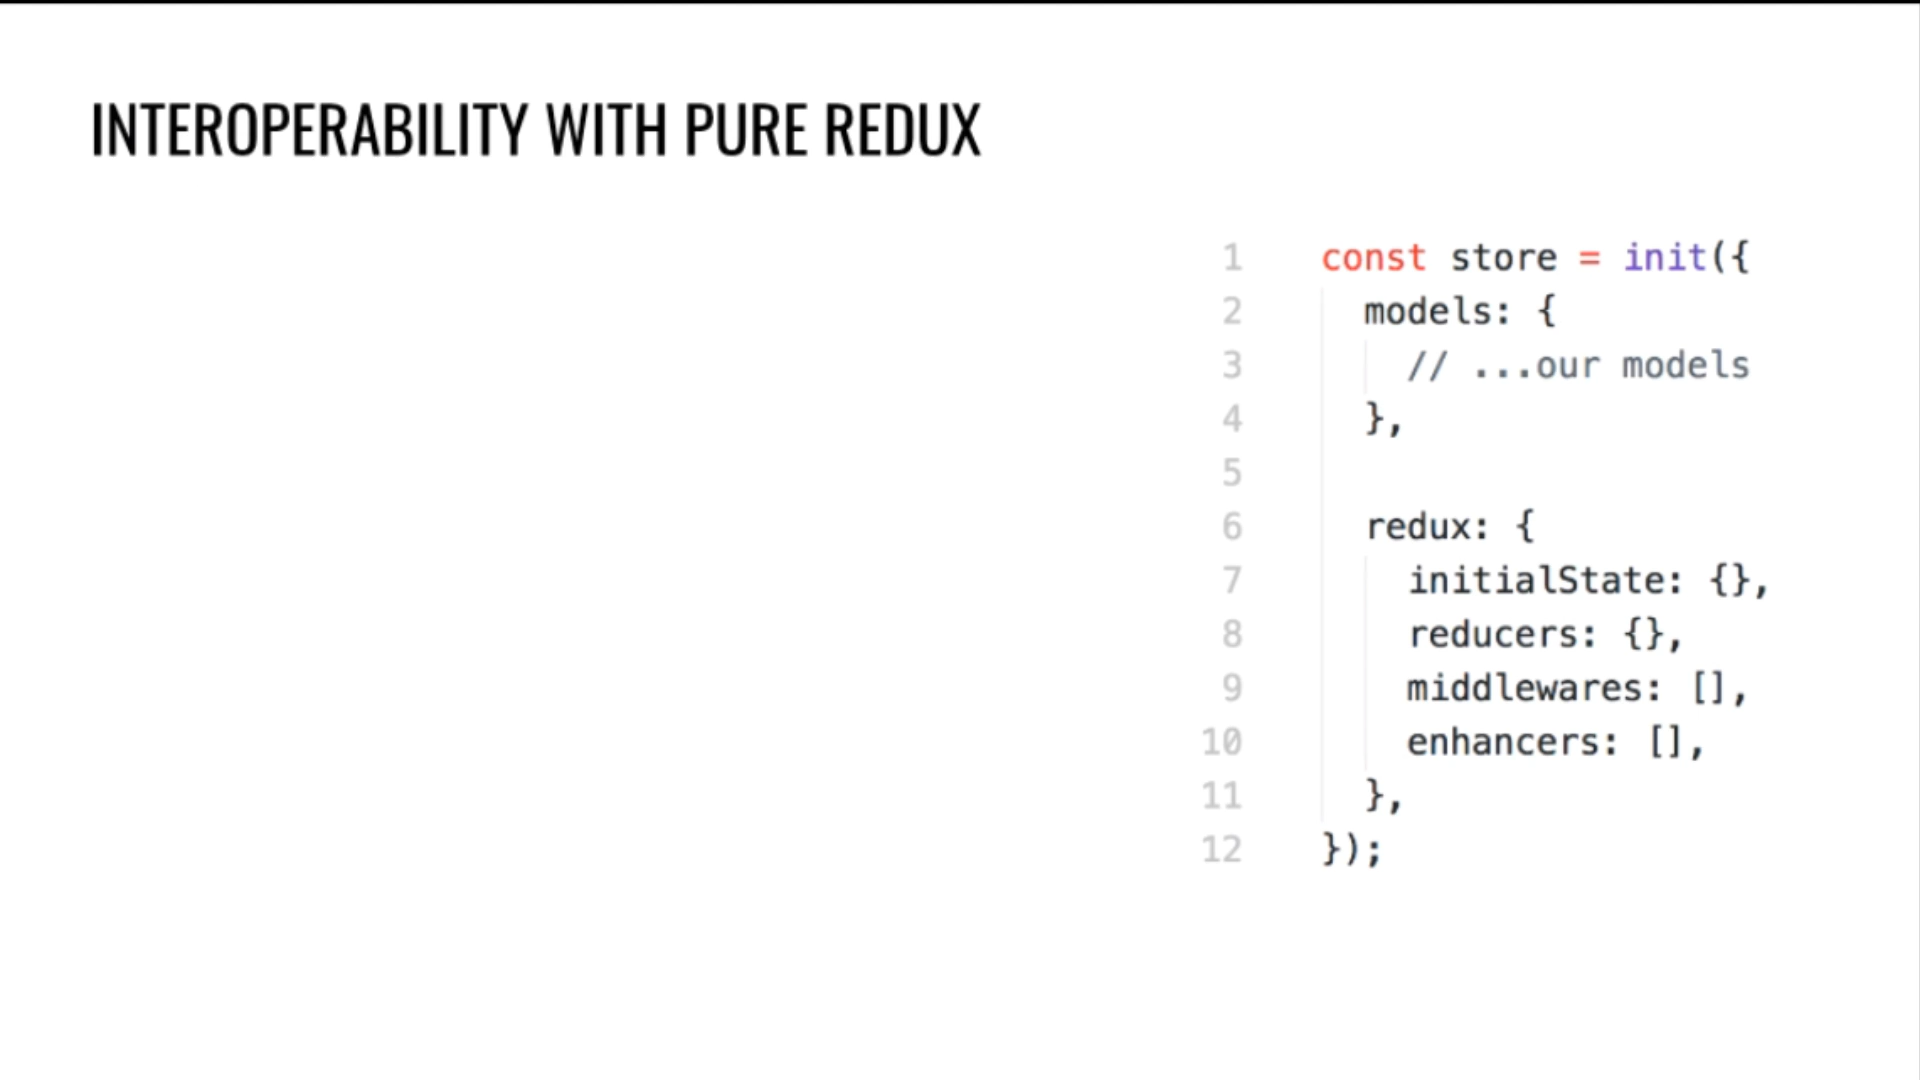 INTEROPERABILITY WITH PURE REDUX
1 const store = init({
2 models: {
3 // ...our models
4 },
5
6 redux: {
7 initialState: {},
8 reducers: {},
9 middlewares: [],
10 enhancers: [],
11 },
12 });